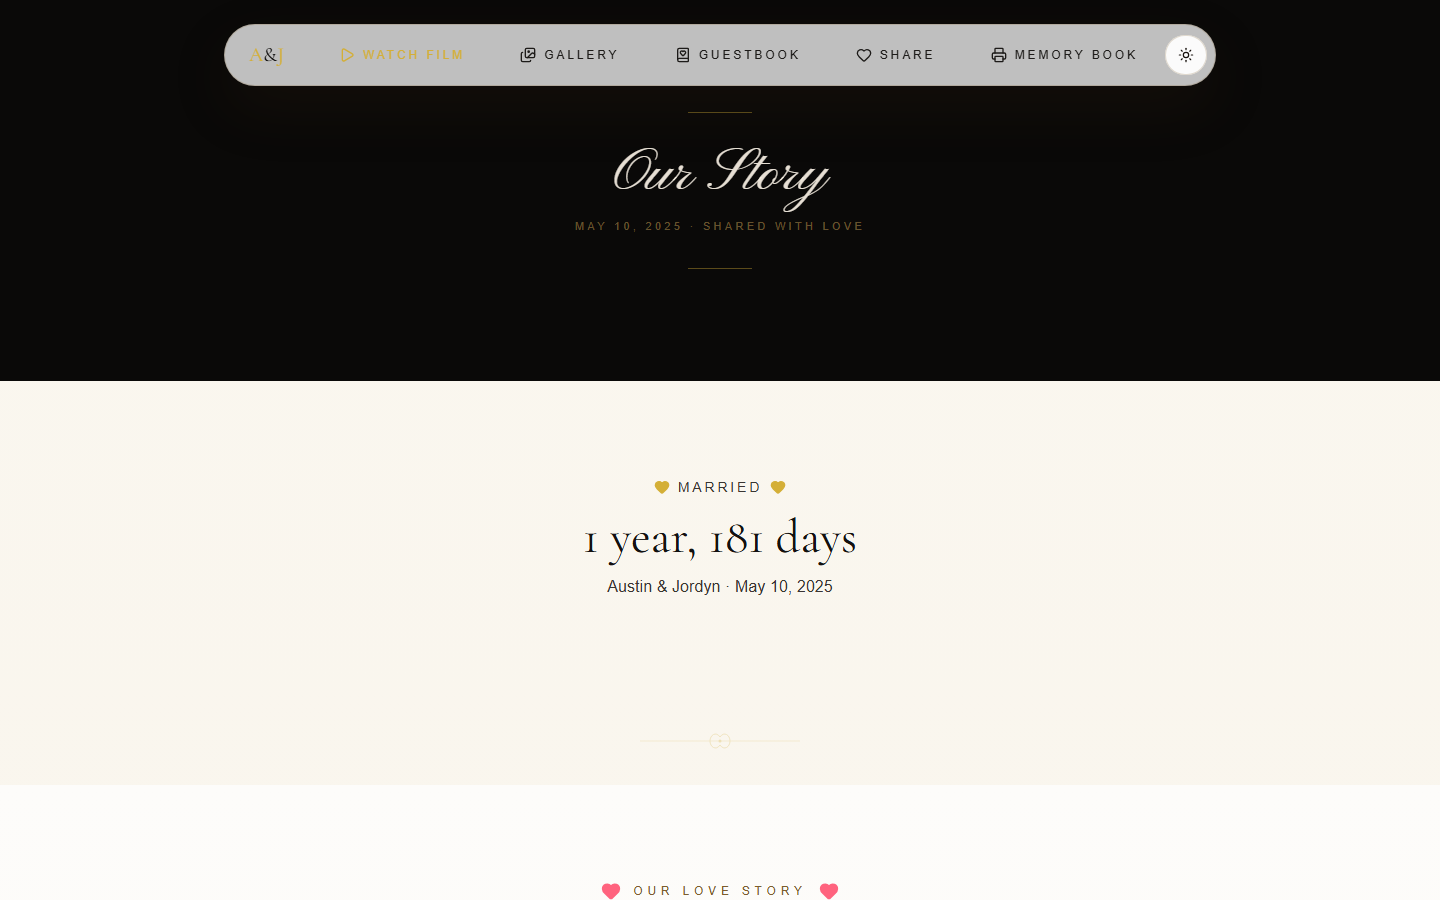 A&J WATCH FILM GALLERY GUESTBOOK SHARE MEMORY BOOK
Our Story
MAY 10, 2025 · SHARED WITH LOVE
MARRIED
1 year, 181 days
Austin & Jordyn · May 10, 2025
OUR LOVE STORY